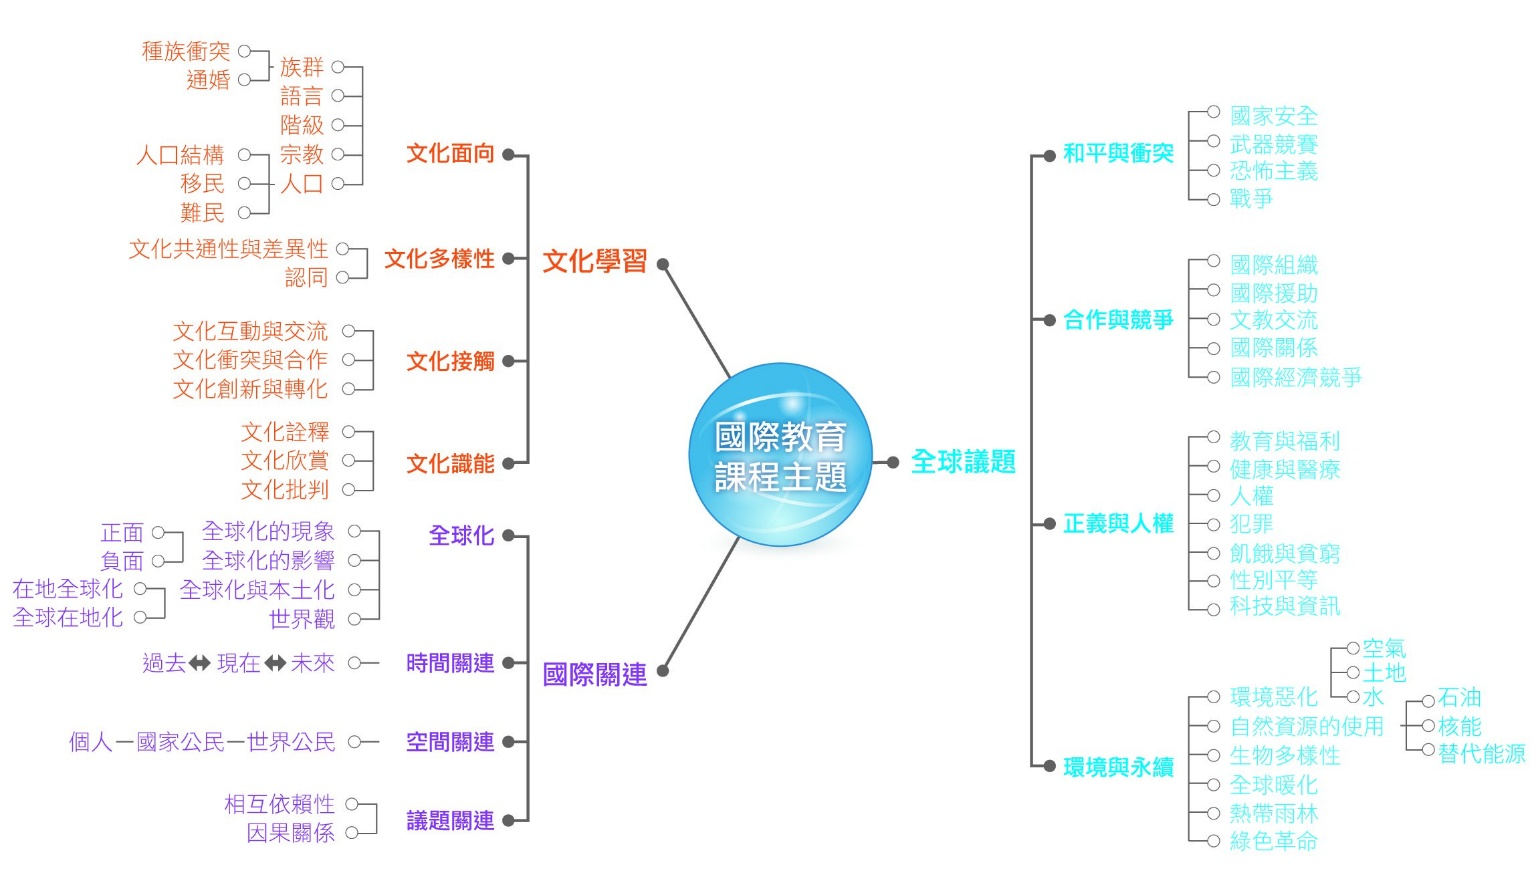 國際教育
課程主題
文化學習
文化面向
族群
種族衝突
通婚
語言
階級
宗教
人口
人口結構
移民
難民
文化多樣性
文化共通性與差異性
認同
文化接觸
文化互動與交流
文化衝突與合作
文化創新與轉化
文化識能
文化詮釋
文化欣賞
文化批判
國際關連
全球化
全球化的現象
全球化的影響
正面
負面
全球化與本土化
在地全球化
全球在地化
世界觀
時間關連
過去⬌現在⬌未來
空間關連
個人—國家公民—世界公民
議題關連
相互依賴性
因果關係
全球議題
和平與衝突
國家安全
武器競賽
恐怖主義
戰爭
合作與競爭
國際組織
國際援助
文教交流
國際關係
國際經濟競爭
正義與人權
教育與福利
健康與醫療
人權
犯罪
飢餓與貧窮
性別平等
科技與資訊
環境與永續
環境惡化
空氣
土地
水
自然資源的使用
石油
核能
替代能源
生物多樣性
全球暖化
熱帶雨林
綠色革命